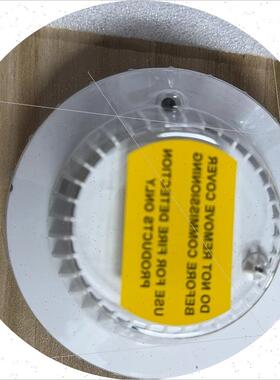 DO NOT REMOVE COVER
BEFORE COMMISSIONING
USE FOR FIRE DETECTION
PRODUCTS ONLY